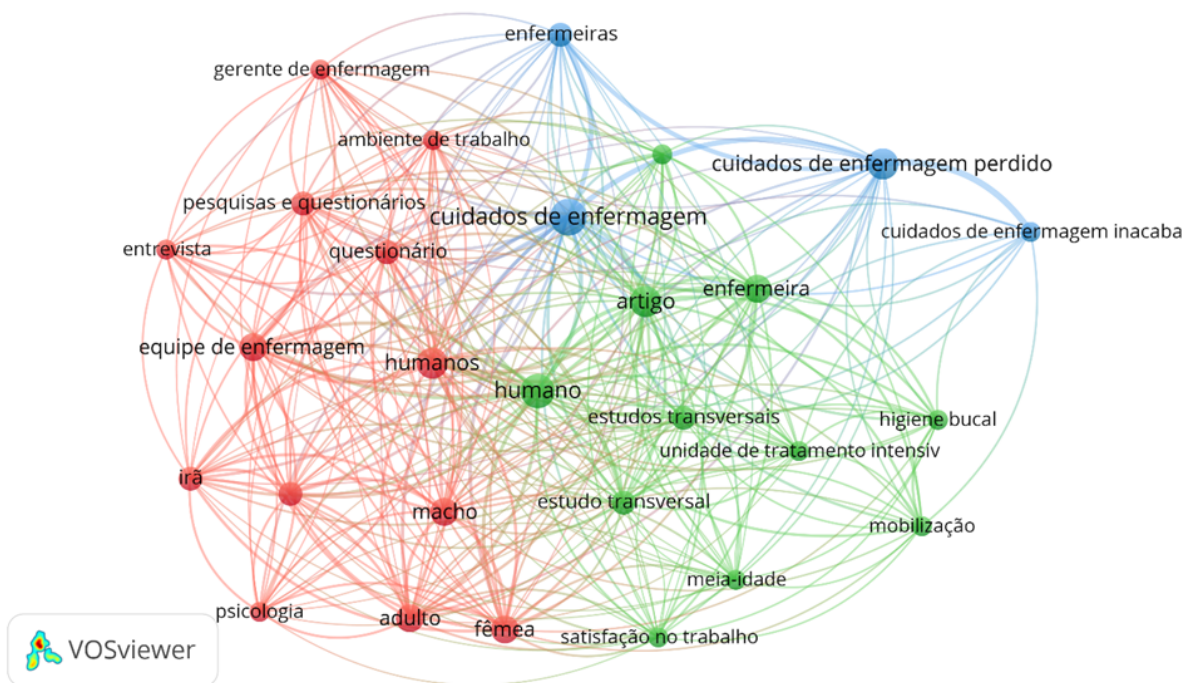 enfermeiras
gerente de enfermagem
ambiente de trabalho
cuidados de enfermagem perdido
pesquisas e questionários
cuidados de enfermagem
cuidados de enfermagem inacaba
entrevista
questionário
enfermeira
artigo
equipe de enfermagem
humanos
humano
estudos transversais
higiene bucal
unidade de tratamento intensiv
irã
estudo transversal
macho
mobilização
meia-idade
psicologia
adulto
fêmea
satisfação no trabalho
VOSviewer